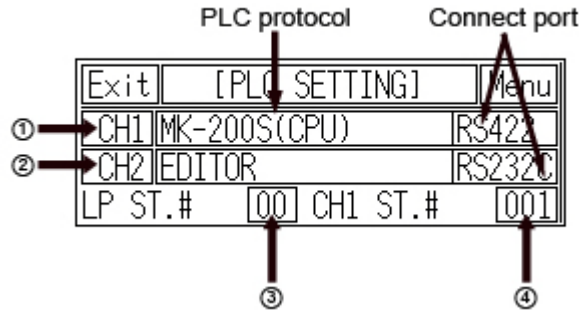 PLC protocol Connect port
Exit [PLC SETTING] Menu
① CH1 MK-200S(CPU) RS422
② CH2 EDITOR RS232C
LP ST.# 00 CH1 ST.# 001
③ ④